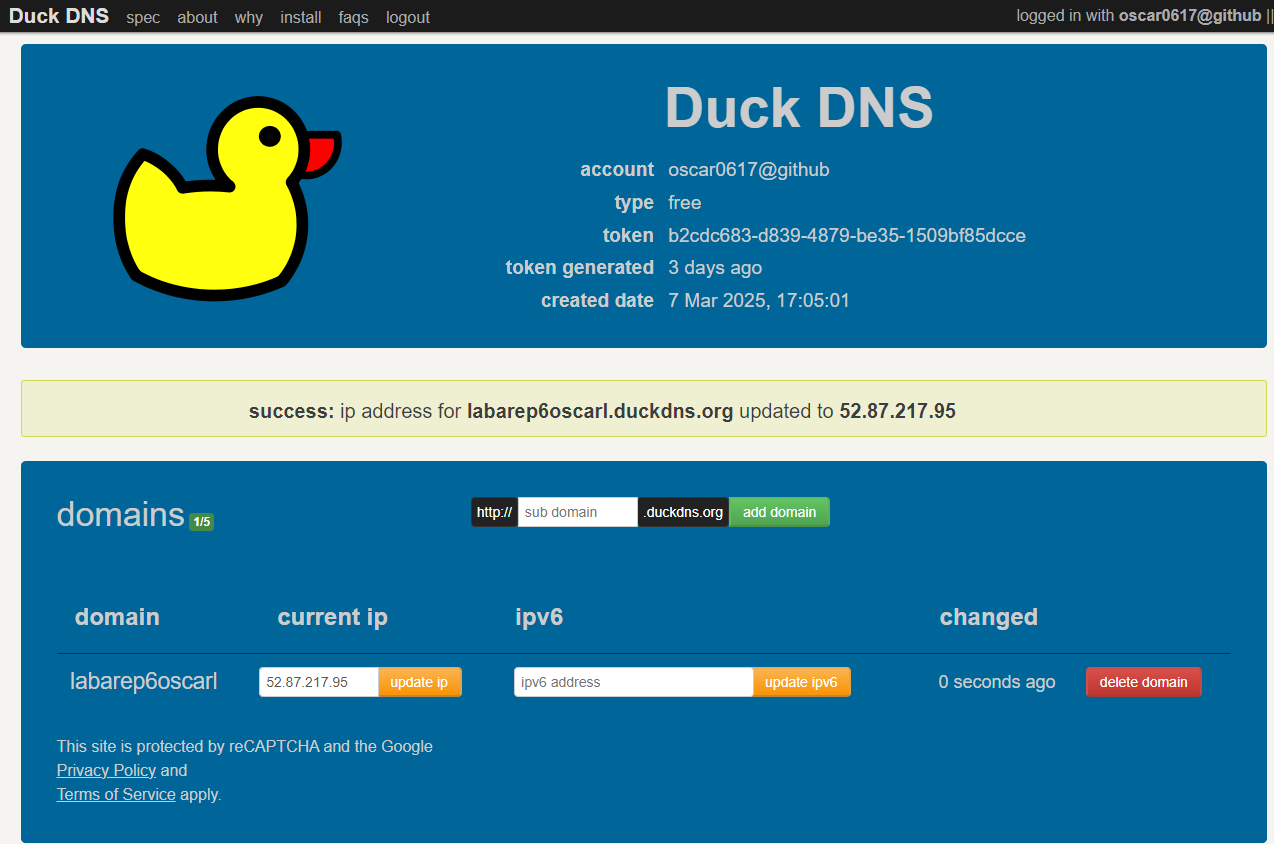 Duck DNS spec about why install faqs logout logged in with oscar0617@github ||
Duck DNS
account oscar0617@github
type free
token b2cdc683-d839-4879-be35-1509bf85dcce
token generated 3 days ago
created date 7 Mar 2025, 17:05:01
success: ip address for labarep6oscarl.duckdns.org updated to 52.87.217.95
domains 1/5 http:// sub domain .duckdns.org add domain
domain current ip ipv6 changed
labarep6oscarl 52.87.217.95 update ip ipv6 address update ipv6 0 seconds ago delete domain
This site is protected by reCAPTCHA and the Google
Privacy Policy and
Terms of Service apply.